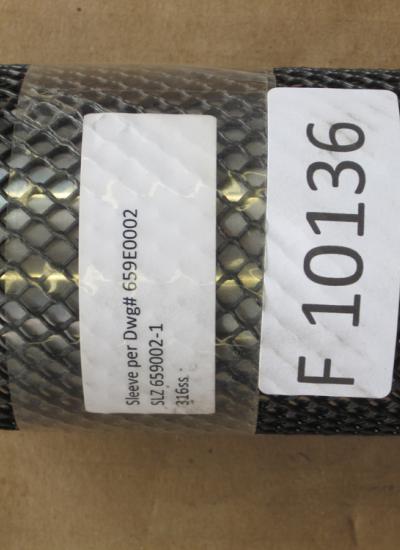 Sleeve per Dwg# 659E0002
SLZ 659002-1
316ss
F 10136